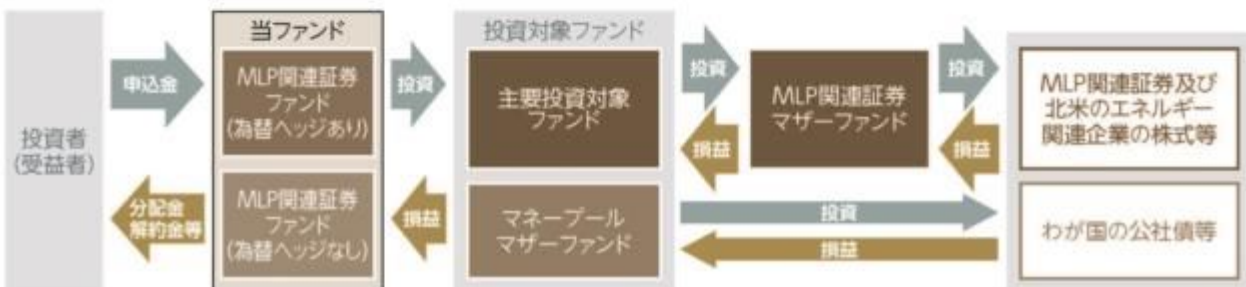 投資者
(受益者)
申込金
分配金
解約金等
当ファンド
MLP関連証券
ファンド
(為替ヘッジあり)
MLP関連証券
ファンド
(為替ヘッジなし)
投資
損益
投資対象ファンド
主要投資対象
ファンド
マネープール
マザーファンド
投資
損益
MLP関連証券
マザーファンド
投資
損益
投資
損益
MLP関連証券及び
北米のエネルギー
関連企業の株式等
わが国の公社債等